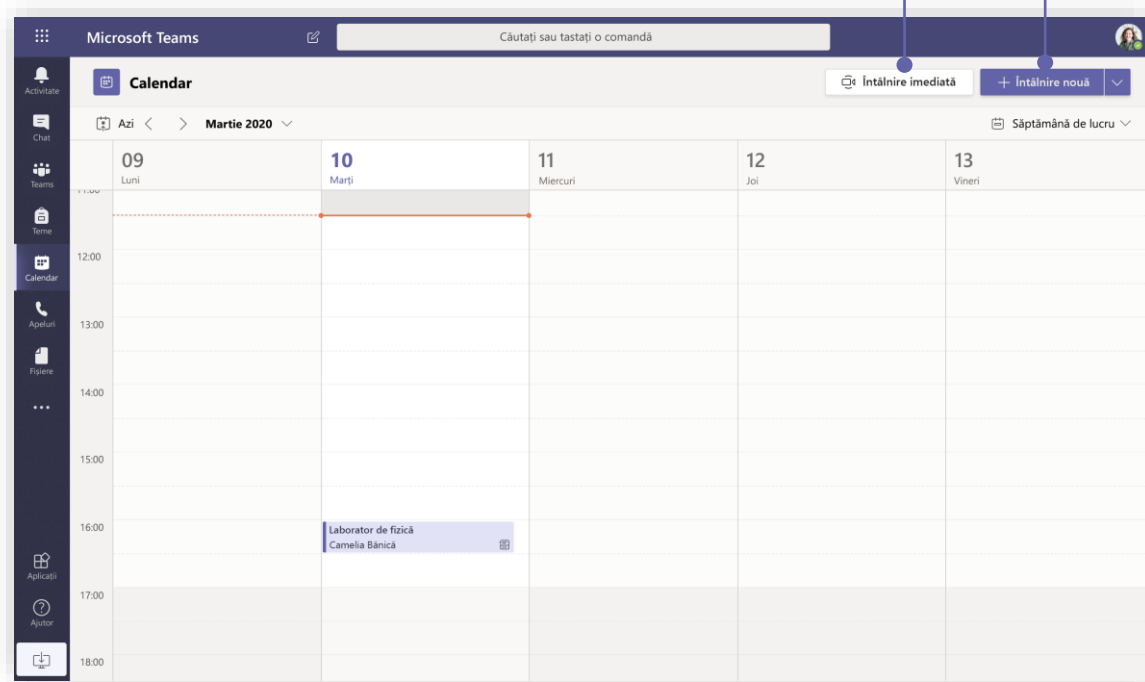 Microsoft Teams
Căutați sau tastați o comandă
Activitate
Chat
Teams
Teme
Calendar
Apeluri
Fișiere
Aplicații
Ajutor
Calendar
Întâlnire imediată
Întâlnire nouă
Azi
Martie 2020
Săptămână de lucru
09
Luni
10
Marți
11
Miercuri
12
Joi
13
Vineri
11:00
12:00
13:00
14:00
15:00
16:00
Laborator de fizică
Camelia Bănică
17:00
18:00